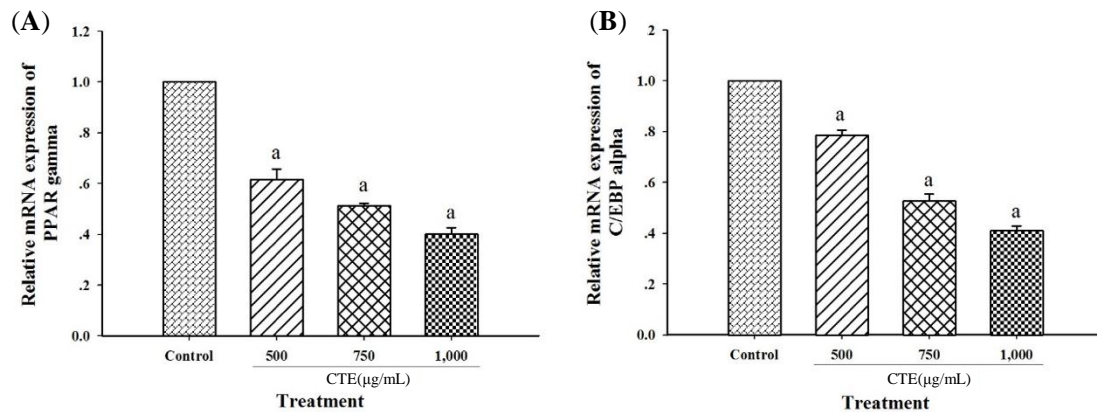 (A)
Relative mRNA expression of
PPAR gamma
1.2
1.0
.8
.6
.4
.2
0.0
a
a
a
Control
500
750
1,000
CTE(μg/mL)
Treatment
(B)
Relative mRNA expression of
C/EBP alpha
2
1.0
.8
.6
.4
.2
0.0
a
a
a
Control
500
750
1,000
CTE(μg/mL)
Treatment